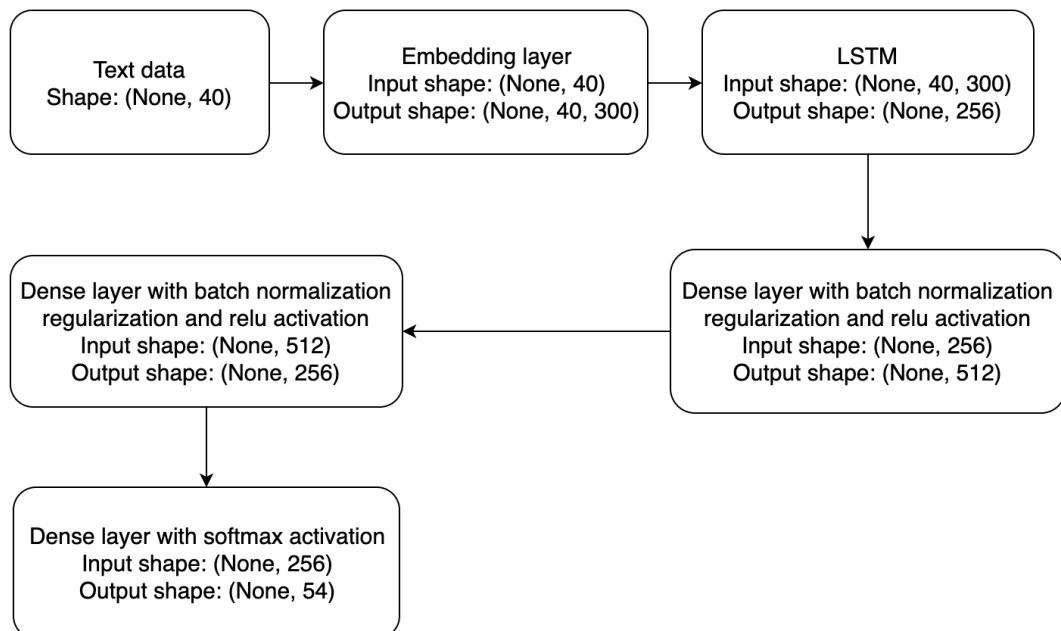 Text data
Shape: (None, 40)
Embedding layer
Input shape: (None, 40)
Output shape: (None, 40, 300)
LSTM
Input shape: (None, 40, 300)
Output shape: (None, 256)
Dense layer with batch normalization
regularization and relu activation
Input shape: (None, 256)
Output shape: (None, 512)
Dense layer with batch normalization
regularization and relu activation
Input shape: (None, 512)
Output shape: (None, 256)
Dense layer with softmax activation
Input shape: (None, 256)
Output shape: (None, 54)